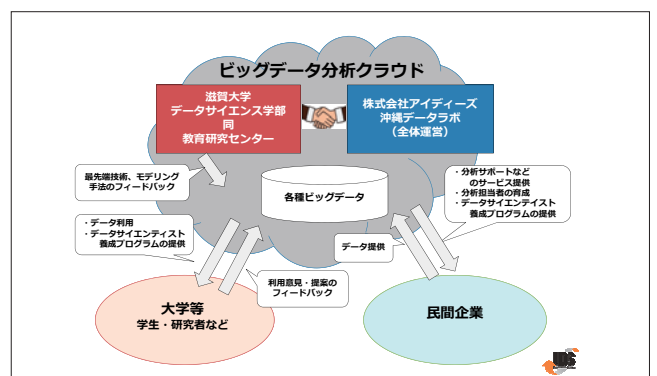 ビッグデータ分析クラウド
滋賀大学
データサイエンス学部
同
教育研究センター
株式会社アイディーズ
沖縄データラボ
（全体運営）
最先端技術、モデリング
手法のフィードバック
各種ビッグデータ
・分析サポートなど
のサービス提供
・分析担当者の育成
・データサイエンテイスト
養成プログラムの提供
・データ利用
・データサイエンティスト
養成プログラムの提供
データ提供
利用意見・提案の
フィードバック
大学等
学生・研究者など
民間企業
IDS